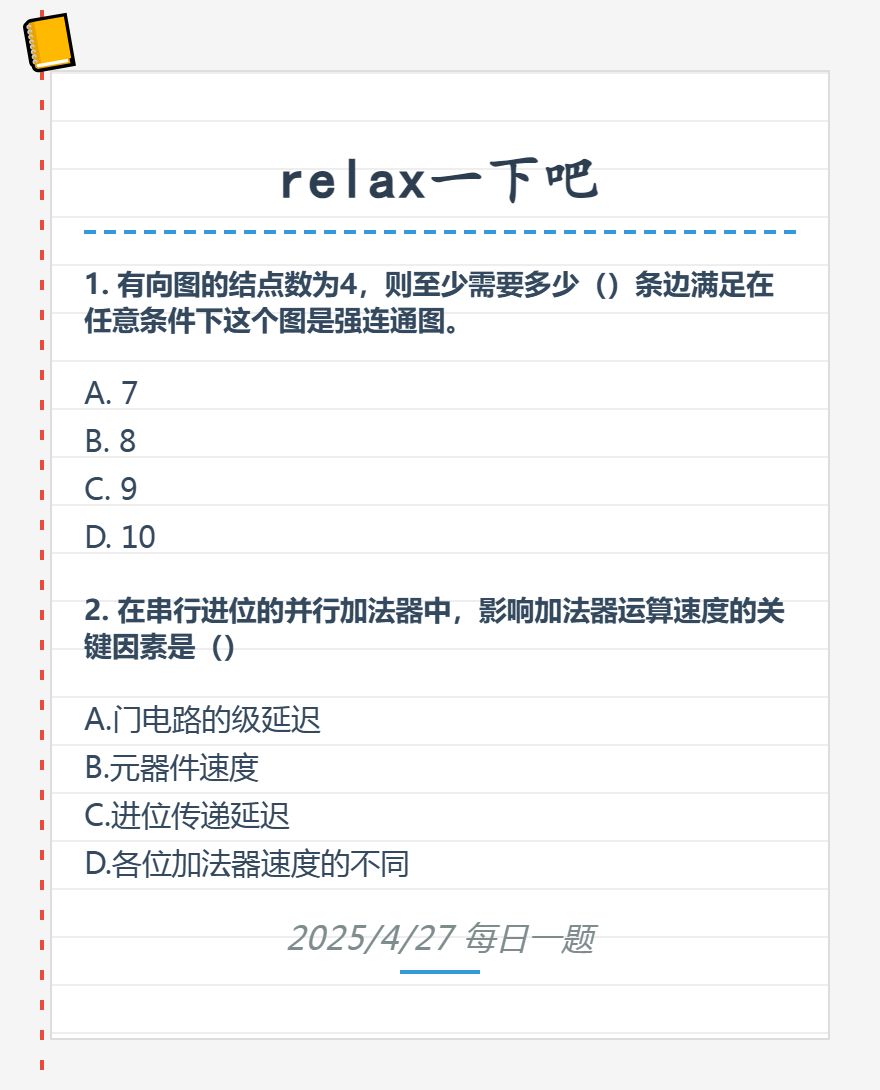 relax一下吧
1. 有向图的结点数为4，则至少需要多少（）条边满足在
任意条件下这个图是强连通图。
A. 7
B. 8
C. 9
D. 10
2. 在串行进位的并行加法器中，影响加法器运算速度的关
键因素是（）
A.门电路的级延迟
B.元器件速度
C.进位传递延迟
D.各位加法器速度的不同
2025/4/27 每日一题